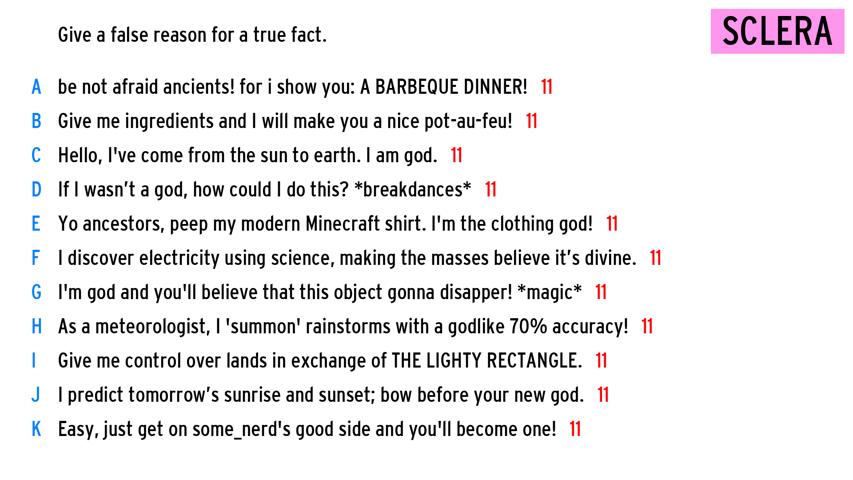 Give a false reason for a true fact.
SCLERA
A be not afraid ancients! for i show you: A BARBEQUE DINNER! 11
B Give me ingredients and I will make you a nice pot-au-feu! 11
C Hello, I've come from the sun to earth. I am god. 11
D If I wasn’t a god, how could I do this? *breakdances* 11
E Yo ancestors, peep my modern Minecraft shirt. I'm the clothing god! 11
F I discover electricity using science, making the masses believe it’s divine. 11
G I'm god and you'll believe that this object gonna disapper! *magic* 11
H As a meteorologist, I 'summon' rainstorms with a godlike 70% accuracy! 11
I Give me control over lands in exchange of THE LIGHTY RECTANGLE. 11
J I predict tomorrow’s sunrise and sunset; bow before your new god. 11
K Easy, just get on some_nerd's good side and you'll become one! 11